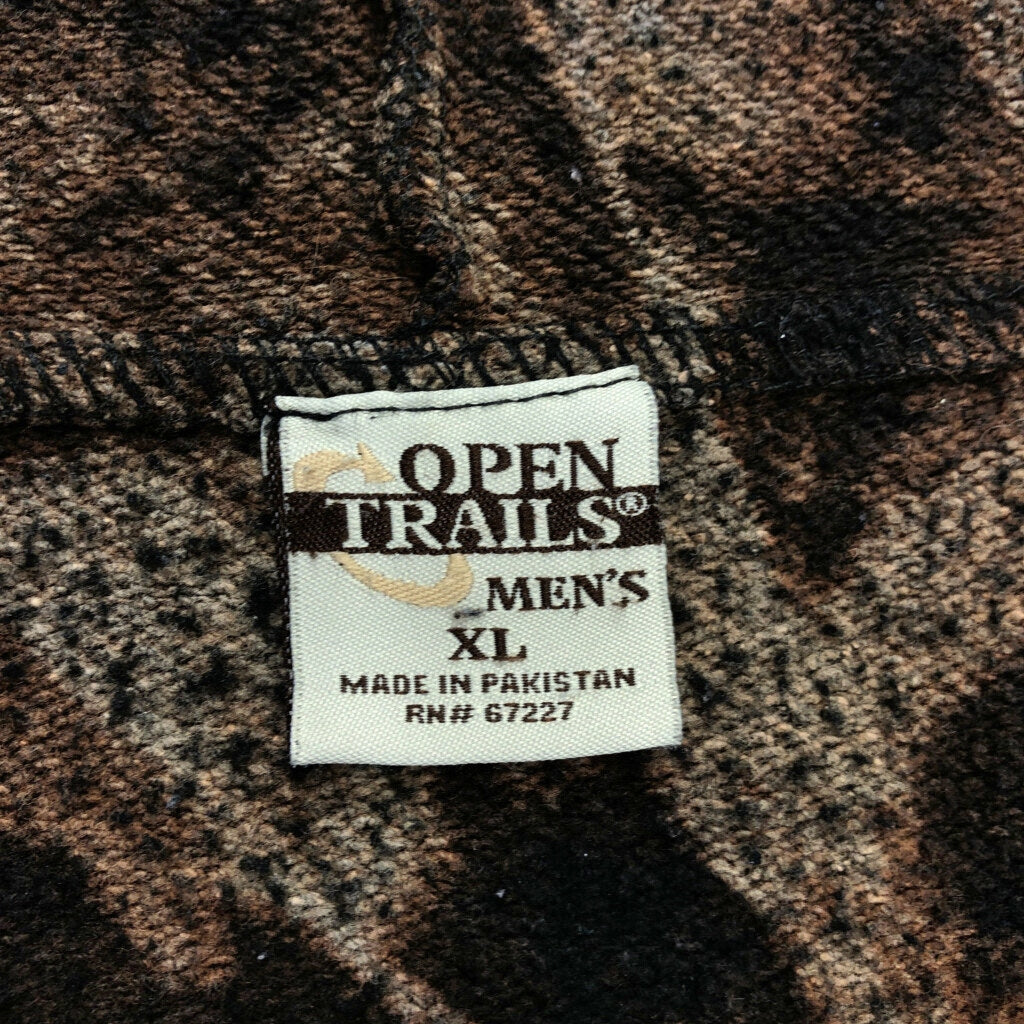 OPEN
TRAILS®
MEN'S
XL
MADE IN PAKISTAN
RN# 67227